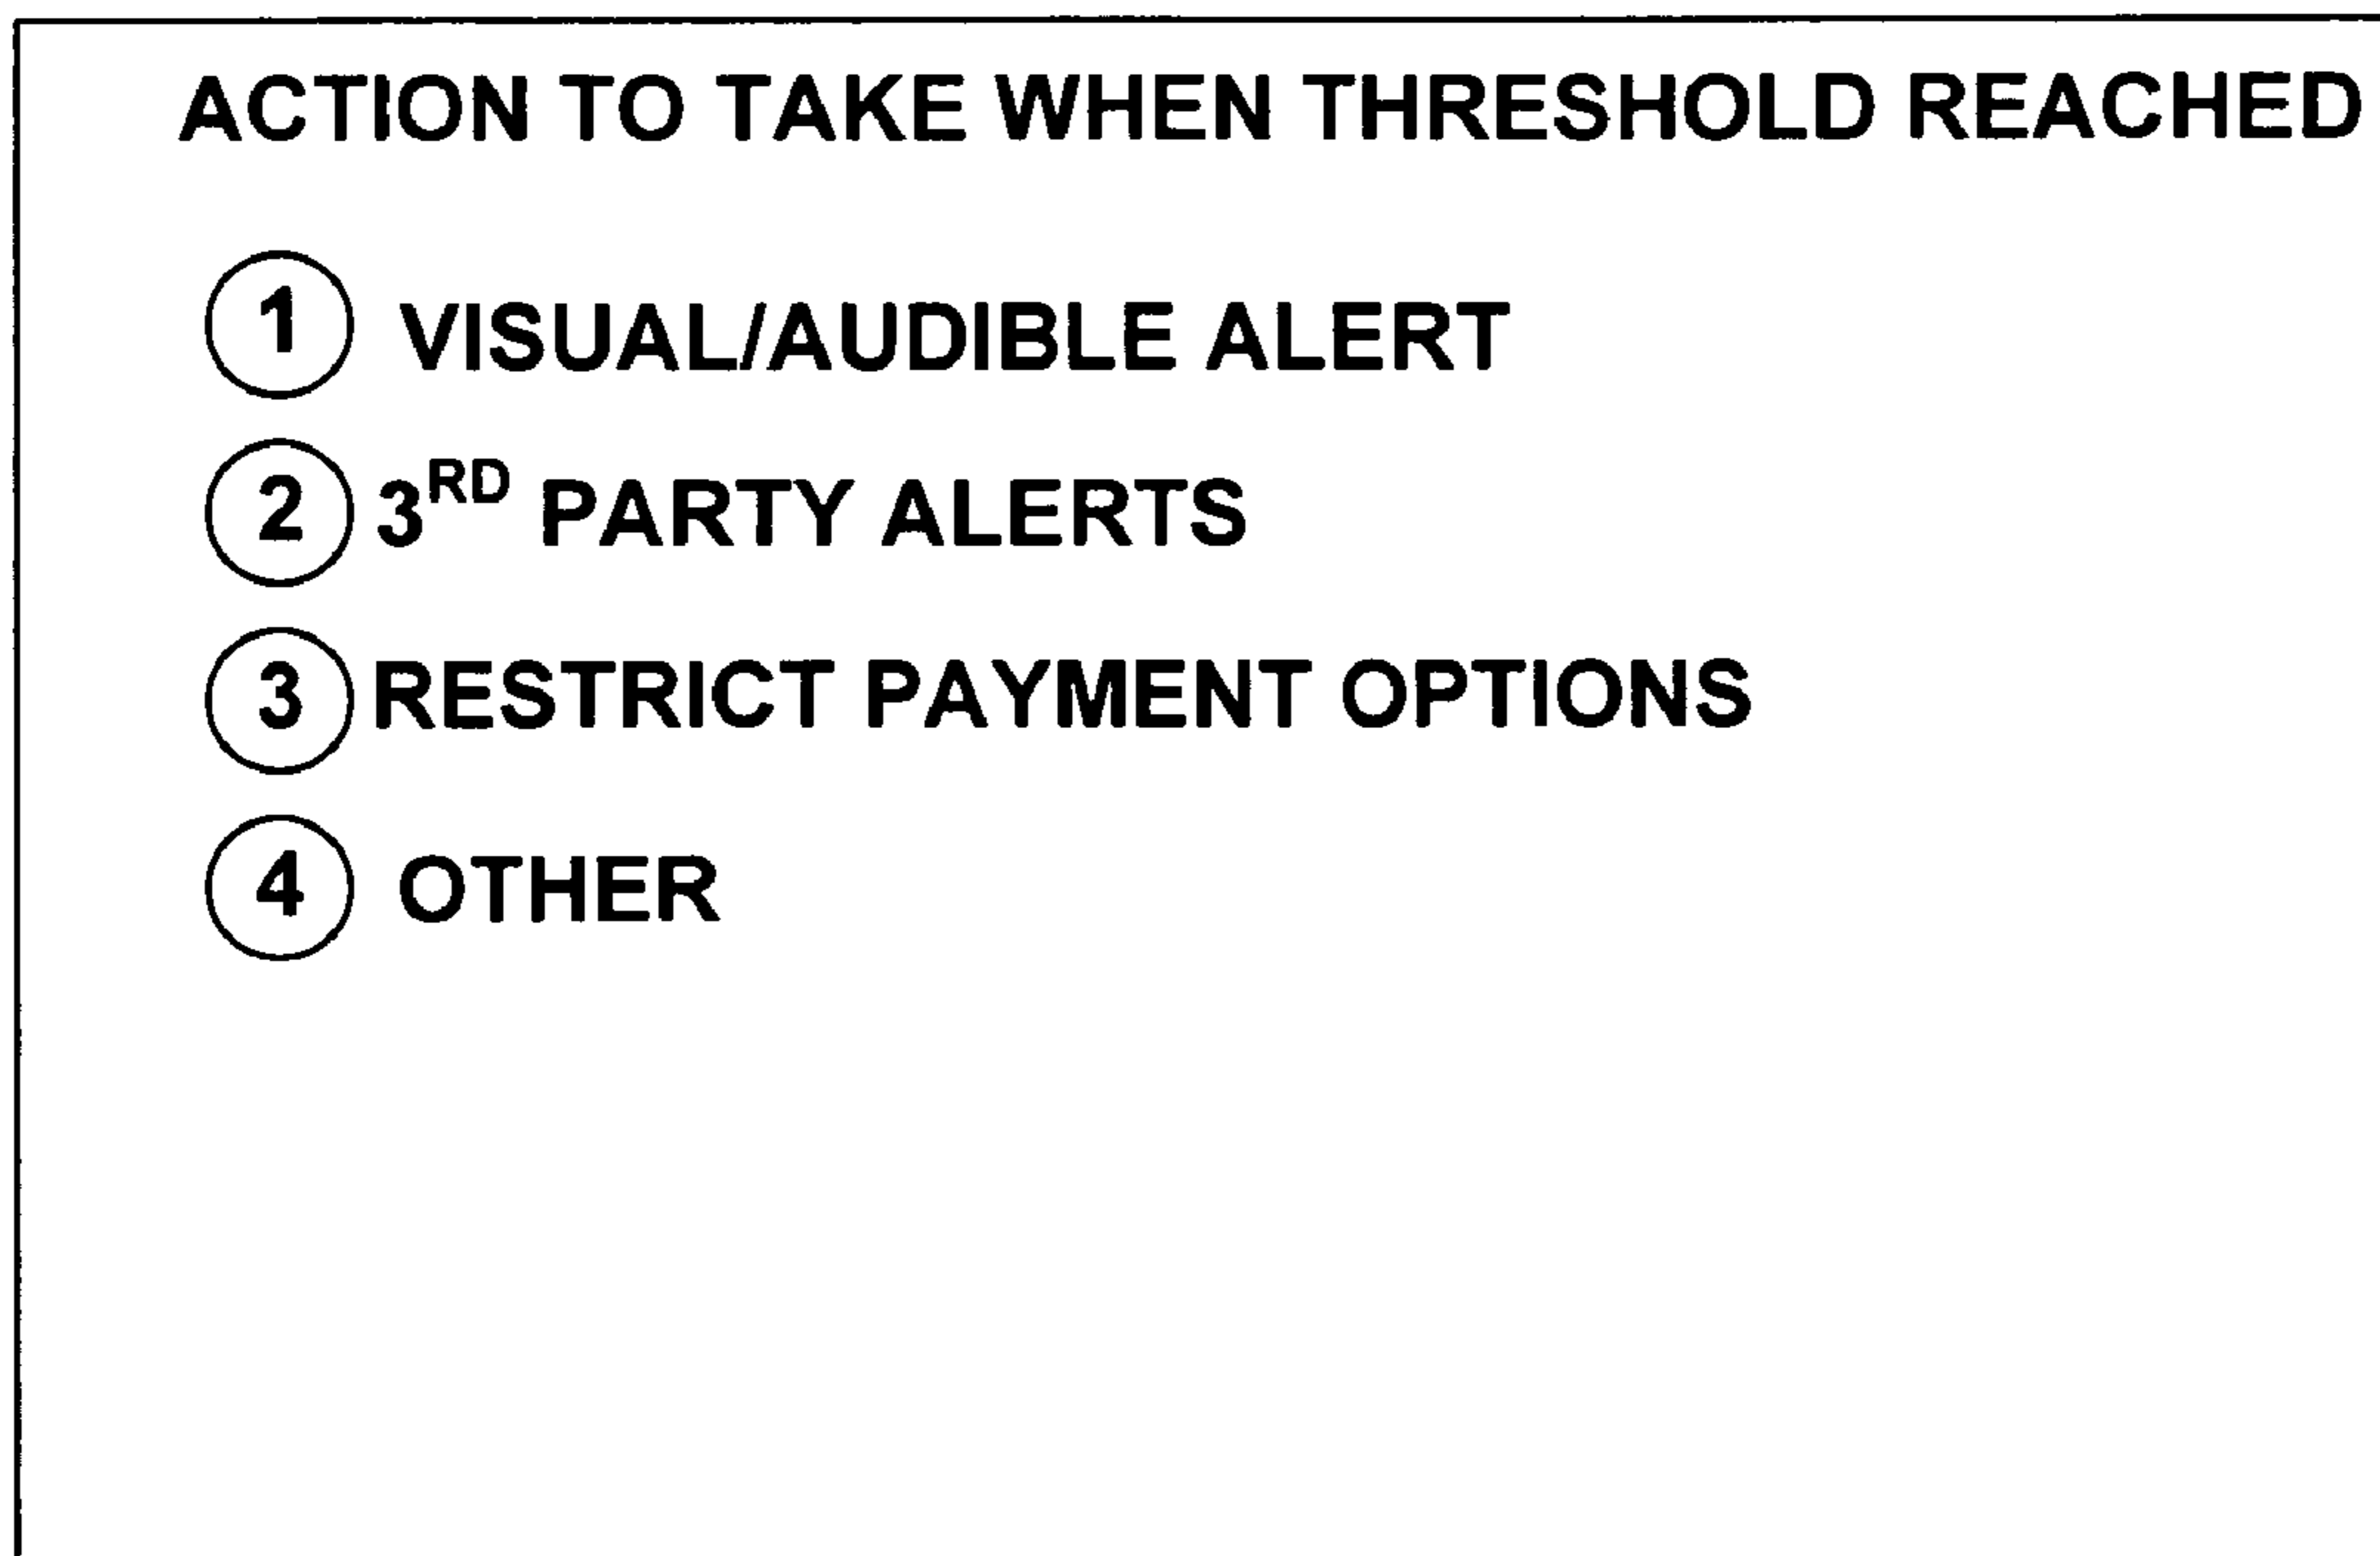 ACTION TO TAKE WHEN THRESHOLD REACHED
1 VISUAL/AUDIBLE ALERT
2 3RD PARTY ALERTS
3 RESTRICT PAYMENT OPTIONS
4 OTHER